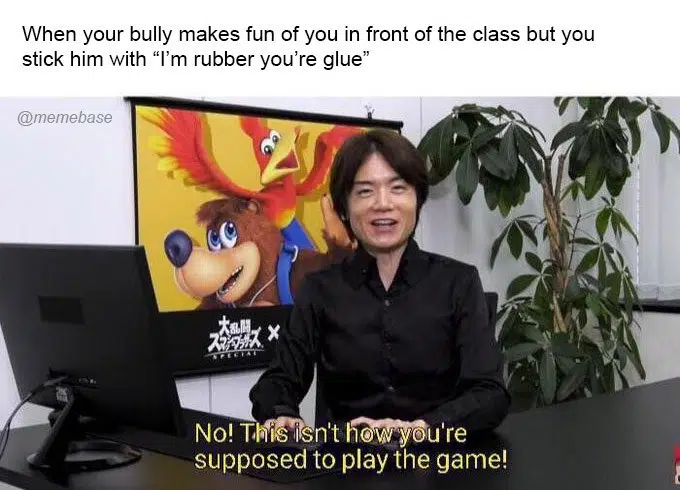 When your bully makes fun of you in front of the class but you
stick him with “I’m rubber you’re glue”
@memebase
大乱闘
スマッシュブラザーズ ×
SPECIAL
No! This isn't how you're
supposed to play the game!